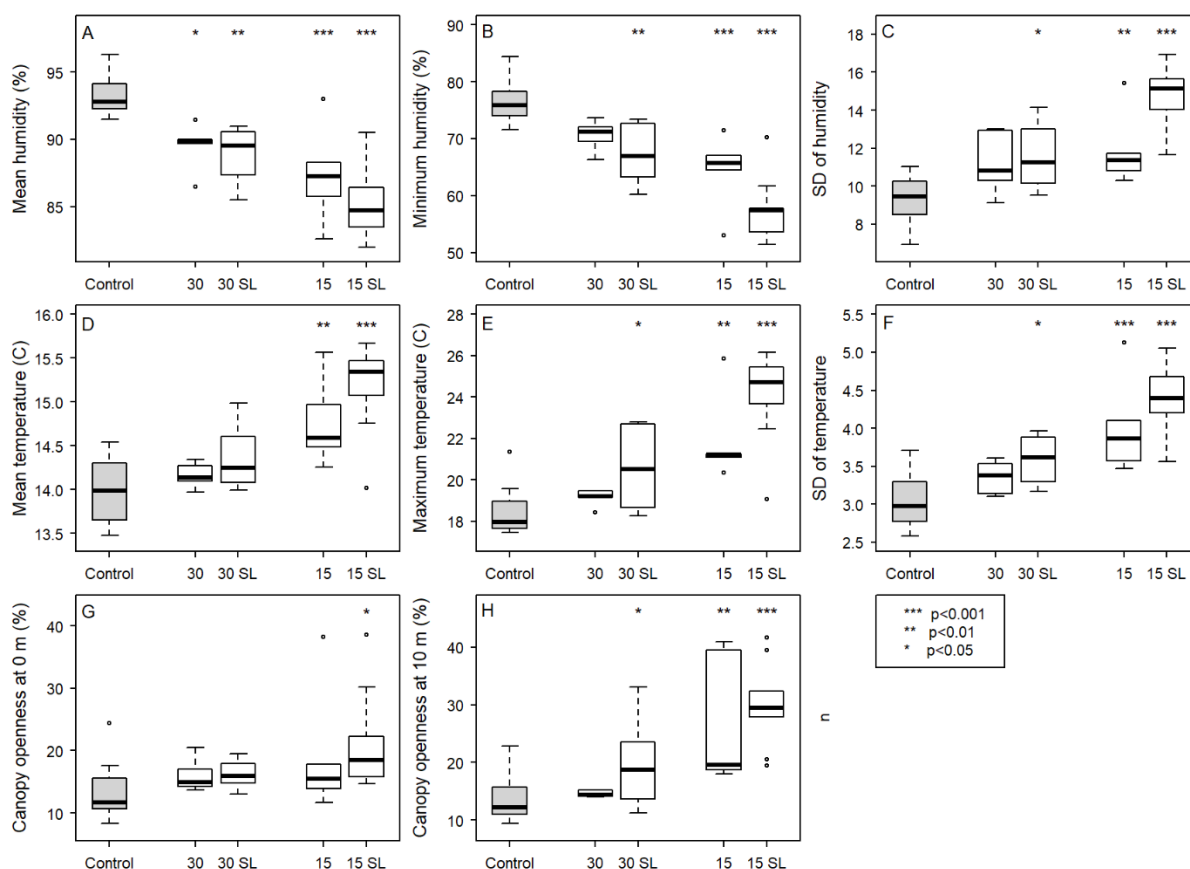 A * ** *** ***
Mean humidity (%)
95
90
85
Control 30 30 SL 15 15 SL
B ** *** ***
Minimum humidity (%)
90
80
70
60
50
Control 30 30 SL 15 15 SL
C * ** ***
SD of humidity
18
16
14
12
10
8
Control 30 30 SL 15 15 SL
D ** ***
Mean temperature (C)
16.0
15.5
15.0
14.5
14.0
13.5
Control 30 30 SL 15 15 SL
E * ** ***
Maximum temperature (C)
28
26
24
22
20
18
Control 30 30 SL 15 15 SL
F * *** ***
SD of temperature
5.5
5.0
4.5
4.0
3.5
3.0
2.5
Control 30 30 SL 15 15 SL
G *
Canopy openness at 0 m (%)
40
30
20
10
Control 30 30 SL 15 15 SL
H * ** ***
Canopy openness at 10 m (%)
40
30
20
10
Control 30 30 SL 15 15 SL
n
*** p<0.001
** p<0.01
* p<0.05